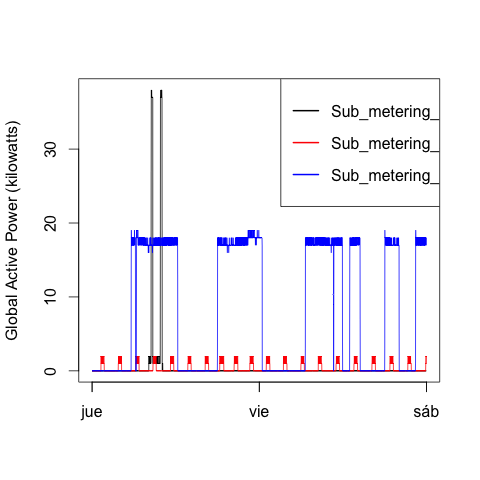 Global Active Power (kilowatts)
30
20
10
0
Sub_metering_
Sub_metering_
Sub_metering_
jue
vie
sáb